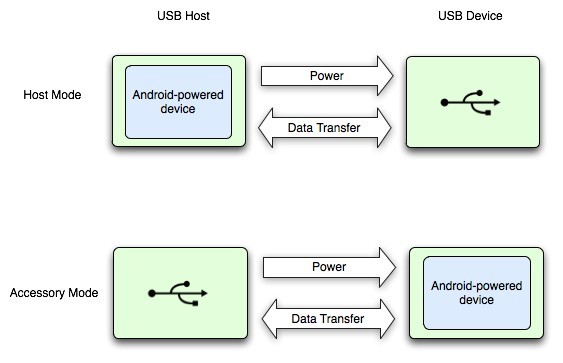 USB Host
USB Device
Host Mode
Android-powered
device
Power
Data Transfer
Accessory Mode
Power
Data Transfer
Android-powered
device